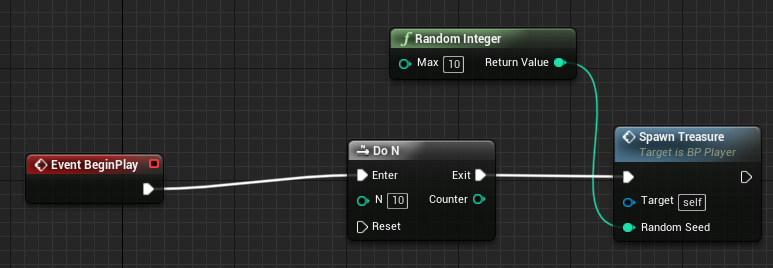 Random Integer
Max 10 Return Value
Spawn Treasure
Target is BP Player
Event BeginPlay
Do N
Enter Exit
N 10 Counter
Reset
Target self
Random Seed